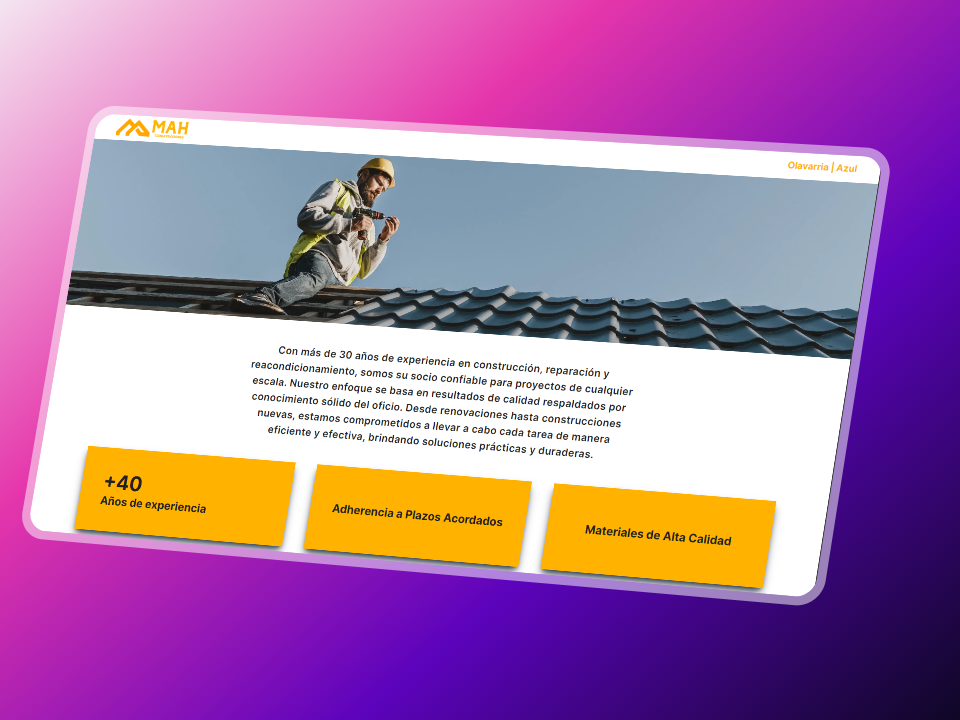 MAH
Construcciones
Olavarria | Azul
Con más de 30 años de experiencia en construcción, reparación y
reacondicionamiento, somos su socio confiable para proyectos de cualquier
escala. Nuestro enfoque se basa en resultados de calidad respaldados por
conocimiento sólido del oficio. Desde renovaciones hasta construcciones
nuevas, estamos comprometidos a llevar a cabo cada tarea de manera
eficiente y efectiva, brindando soluciones prácticas y duraderas.
+40
Años de experiencia
Adherencia a Plazos Acordados
Materiales de Alta Calidad